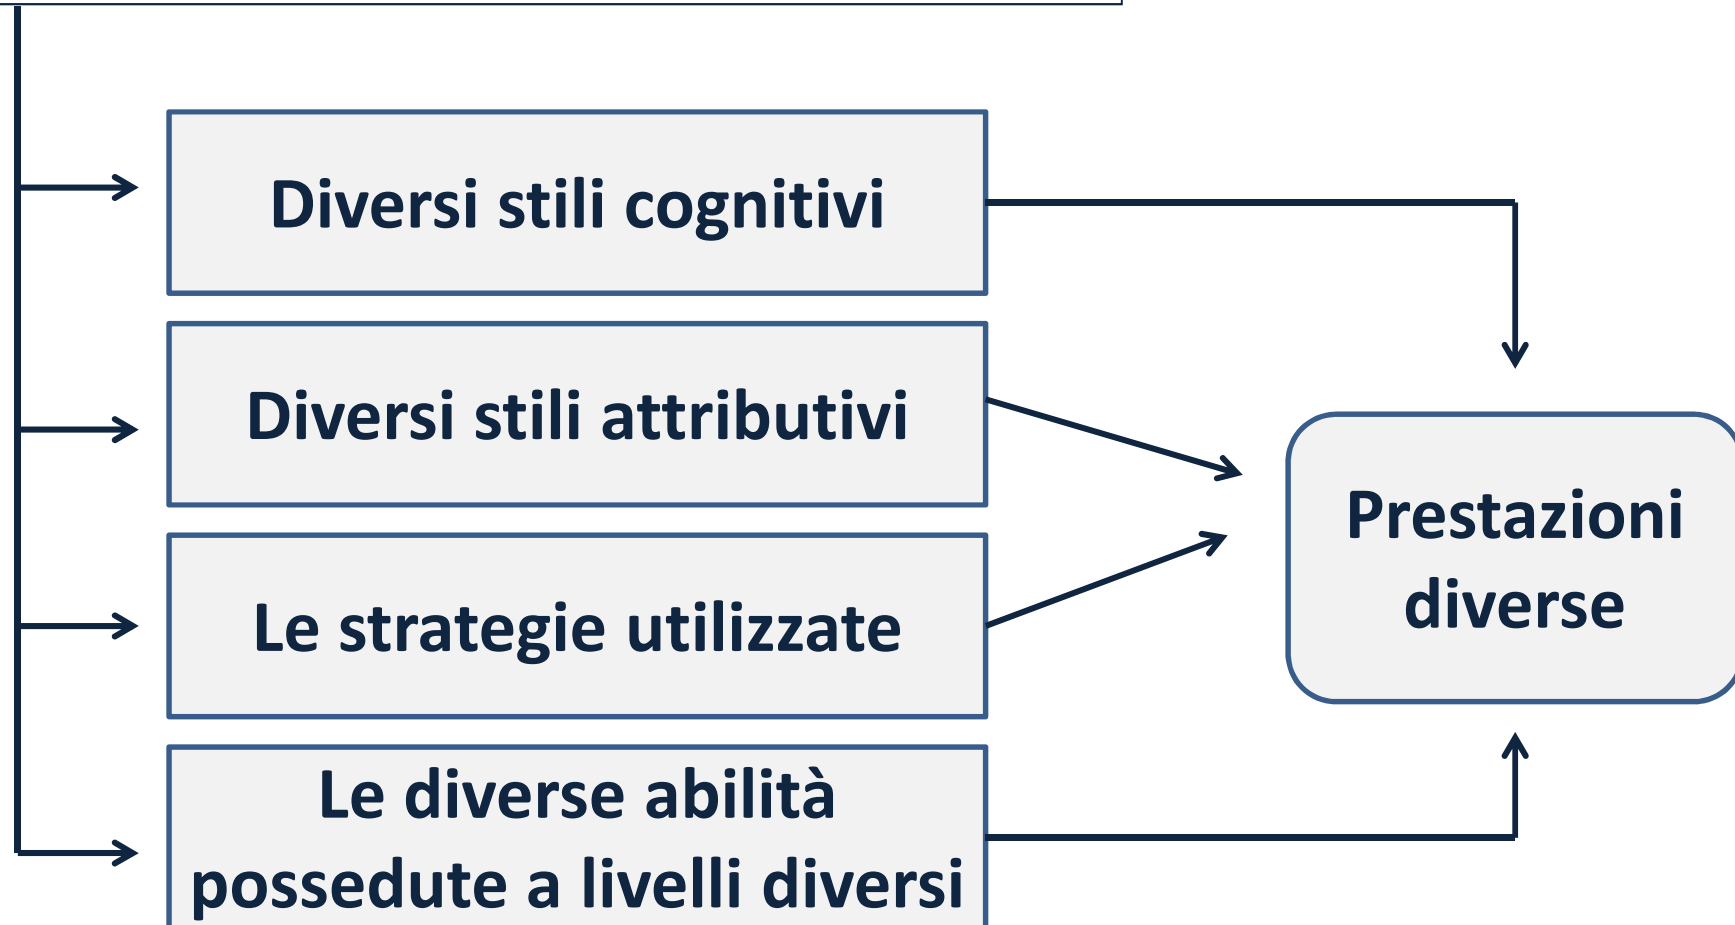 Diversi stili cognitivi
Diversi stili attributivi
Le strategie utilizzate
Prestazioni
diverse
Le diverse abilità
possedute a livelli diversi